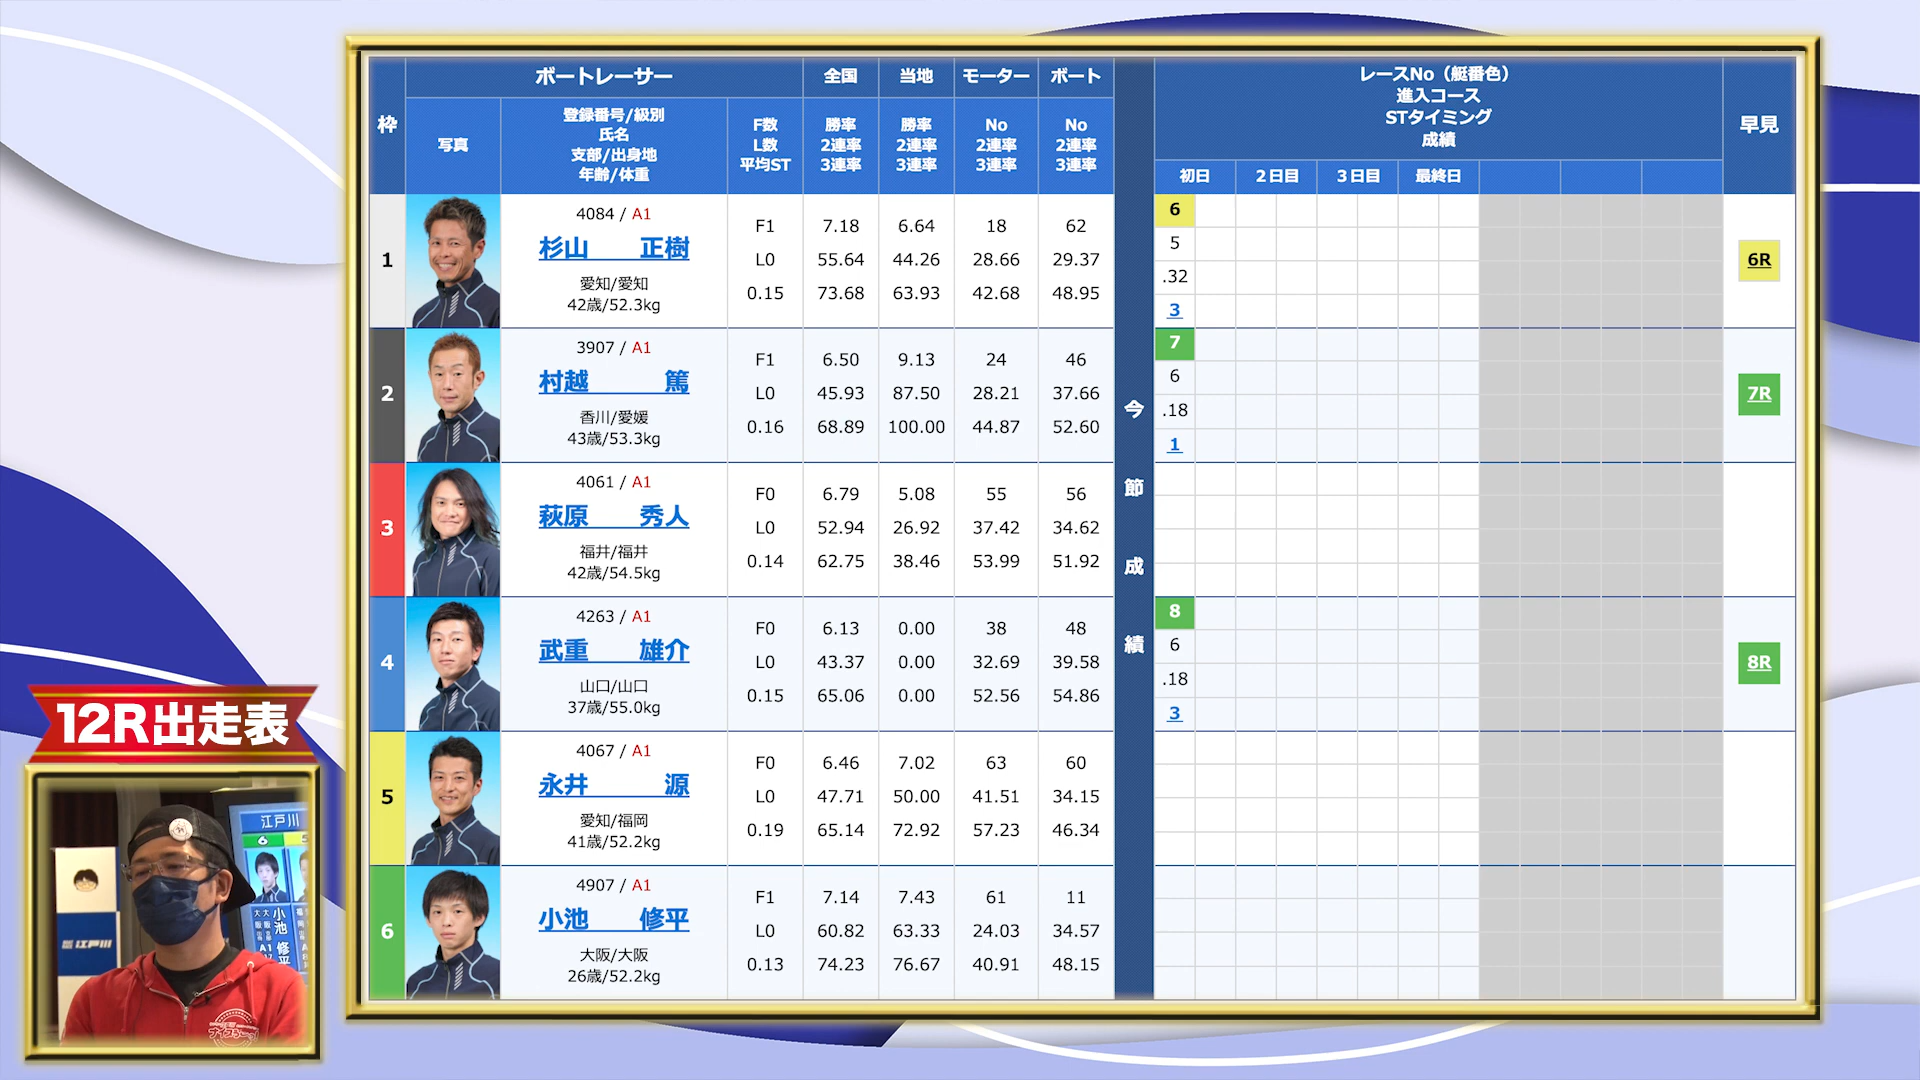 枠
ボートレーサー
全国
当地
モーター
ボート
写真
登録番号/級別
氏名
支部/出身地
年齢/体重
F数
L数
平均ST
勝率
2連率
3連率
勝率
2連率
3連率
No
2連率
3連率
No
2連率
3連率
レースNo（艇番色）
進入コース
STタイミング
成績
初日 2日目 3日目 最終日
早見
今節成績
1
4084 / A1
杉山 正樹
愛知/愛知
42歳/52.3kg
F1 7.18 6.64 18 62
L0 55.64 44.26 28.66 29.37
0.15 73.68 63.93 42.68 48.95
6
5
.32
3
6R
2
3907 / A1
村越 篤
香川/愛媛
43歳/53.3kg
F1 6.50 9.13 24 46
L0 45.93 87.50 28.21 37.66
0.16 68.89 100.00 44.87 52.60
7
6
.18
1
7R
3
4061 / A1
萩原 秀人
福井/福井
42歳/54.5kg
F0 6.79 5.08 55 56
L0 52.94 26.92 37.42 34.62
0.14 62.75 38.46 53.99 51.92
4
4263 / A1
武重 雄介
山口/山口
37歳/55.0kg
F0 6.13 0.00 38 48
L0 43.37 0.00 32.69 39.58
0.15 65.06 0.00 52.56 54.86
8
6
.18
3
8R
5
4067 / A1
永井 源
愛知/福岡
41歳/52.2kg
F0 6.46 7.02 63 60
L0 47.71 50.00 41.51 34.15
0.19 65.14 72.92 57.23 46.34
6
4907 / A1
小池 修平
大阪/大阪
26歳/52.2kg
F1 7.14 7.43 61 11
L0 60.82 63.33 24.03 34.57
0.13 74.23 76.67 40.91 48.15
12R出走表
江戸川
6
小池 修平
江戸川